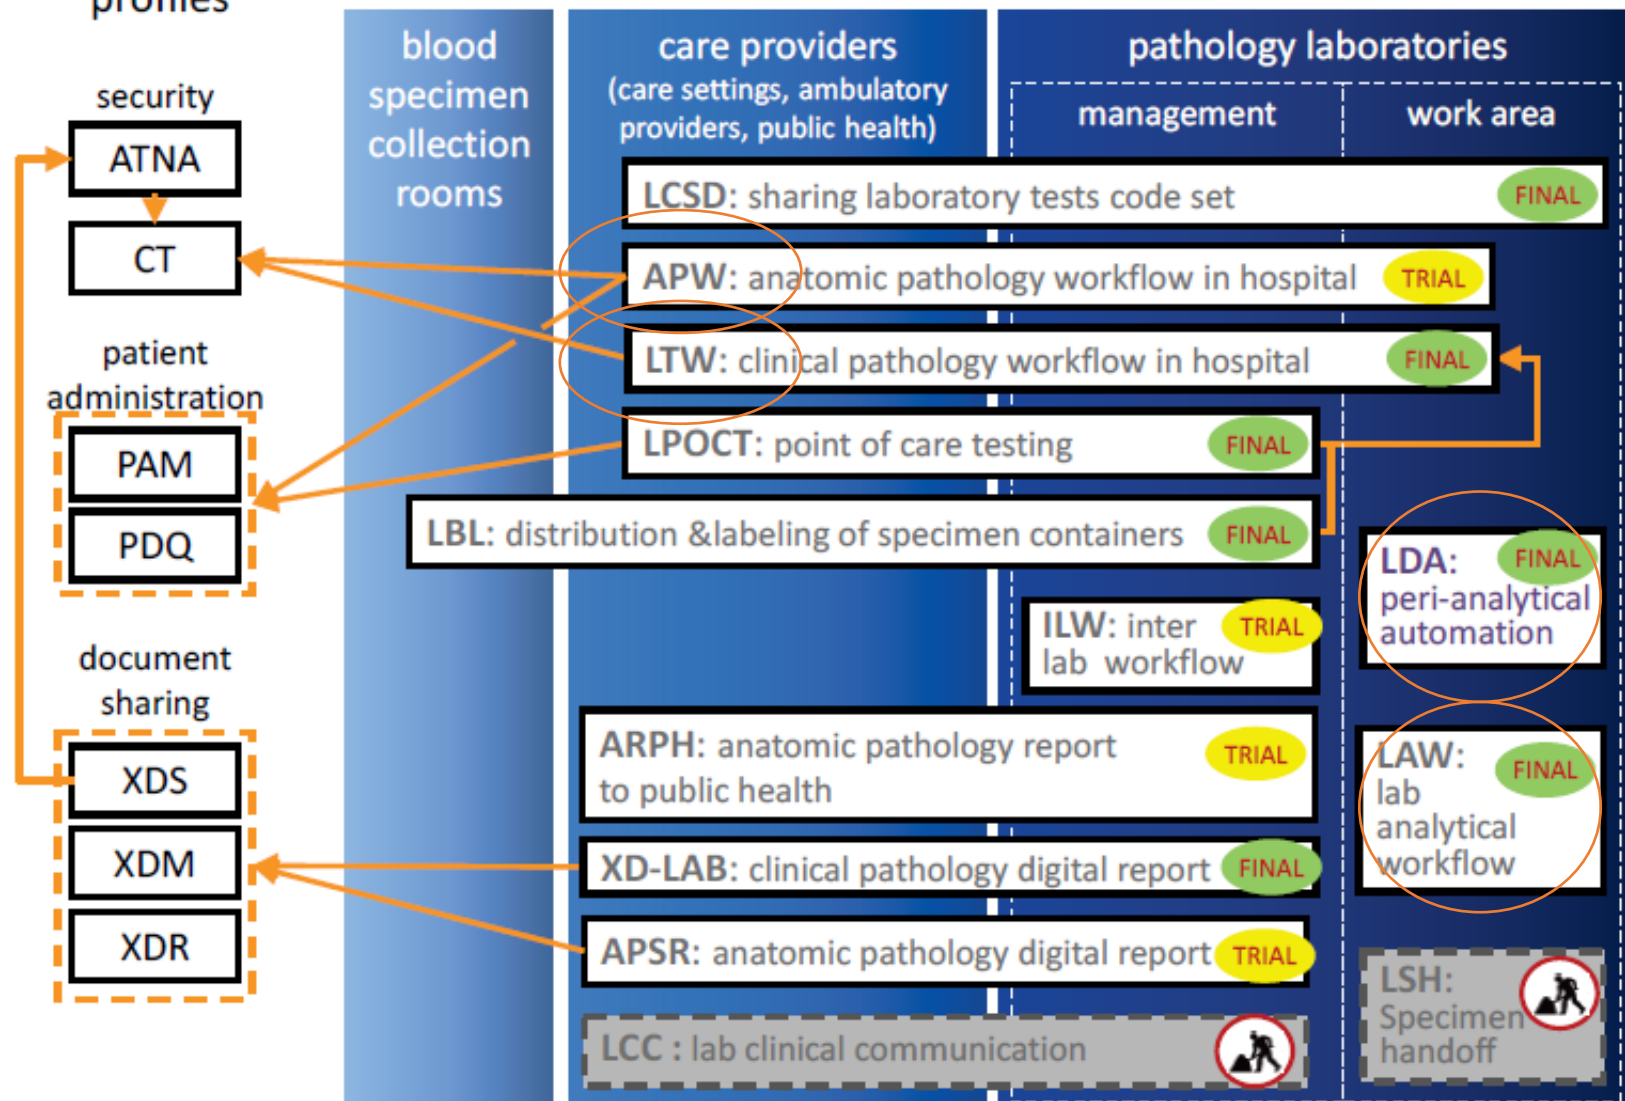 profiles
security
ATNA
CT
patient
administration
PAM
PDQ
document
sharing
XDS
XDM
XDR
blood
specimen
collection
rooms
care providers
(care settings, ambulatory
providers, public health)
pathology laboratories
management
work area
LCSD: sharing laboratory tests code set FINAL
APW: anatomic pathology workflow in hospital TRIAL
LTW: clinical pathology workflow in hospital FINAL
LPOCT: point of care testing FINAL
LBL: distribution &labeling of specimen containers FINAL
LDA: FINAL
peri-analytical
automation
ILW: inter TRIAL
lab workflow
ARPH: anatomic pathology report TRIAL
to public health
LAW: FINAL
lab
analytical
workflow
XD-LAB: clinical pathology digital report FINAL
APSR: anatomic pathology digital report TRIAL
LSH:
Specimen
handoff
LCC : lab clinical communication